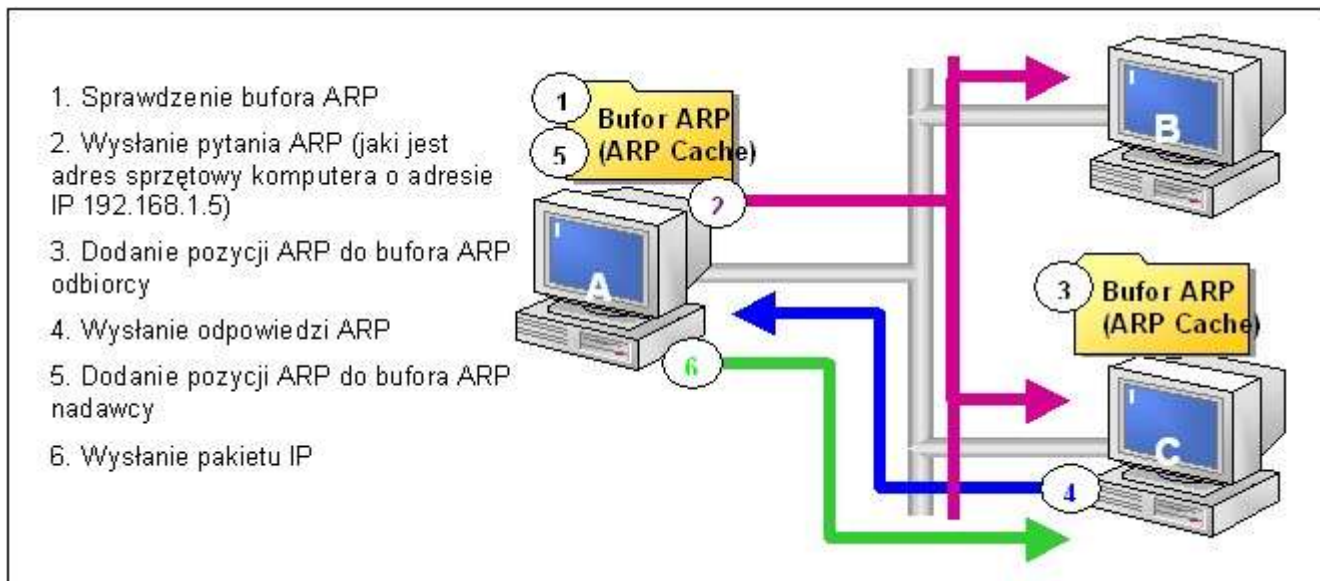 1. Sprawdzenie bufora ARP
2. Wysłanie pytania ARP (jaki jest
adres sprzętowy komputera o adresie
IP 192.168.1.5)
3. Dodanie pozycji ARP do bufora ARP
odbiorcy
4. Wysłanie odpowiedzi ARP
5. Dodanie pozycji ARP do bufora ARP
nadawcy
6. Wysłanie pakietu IP
1
Bufor ARP
5
(ARP Cache)
2
A
6
B
3
Bufor ARP
(ARP Cache)
C
4